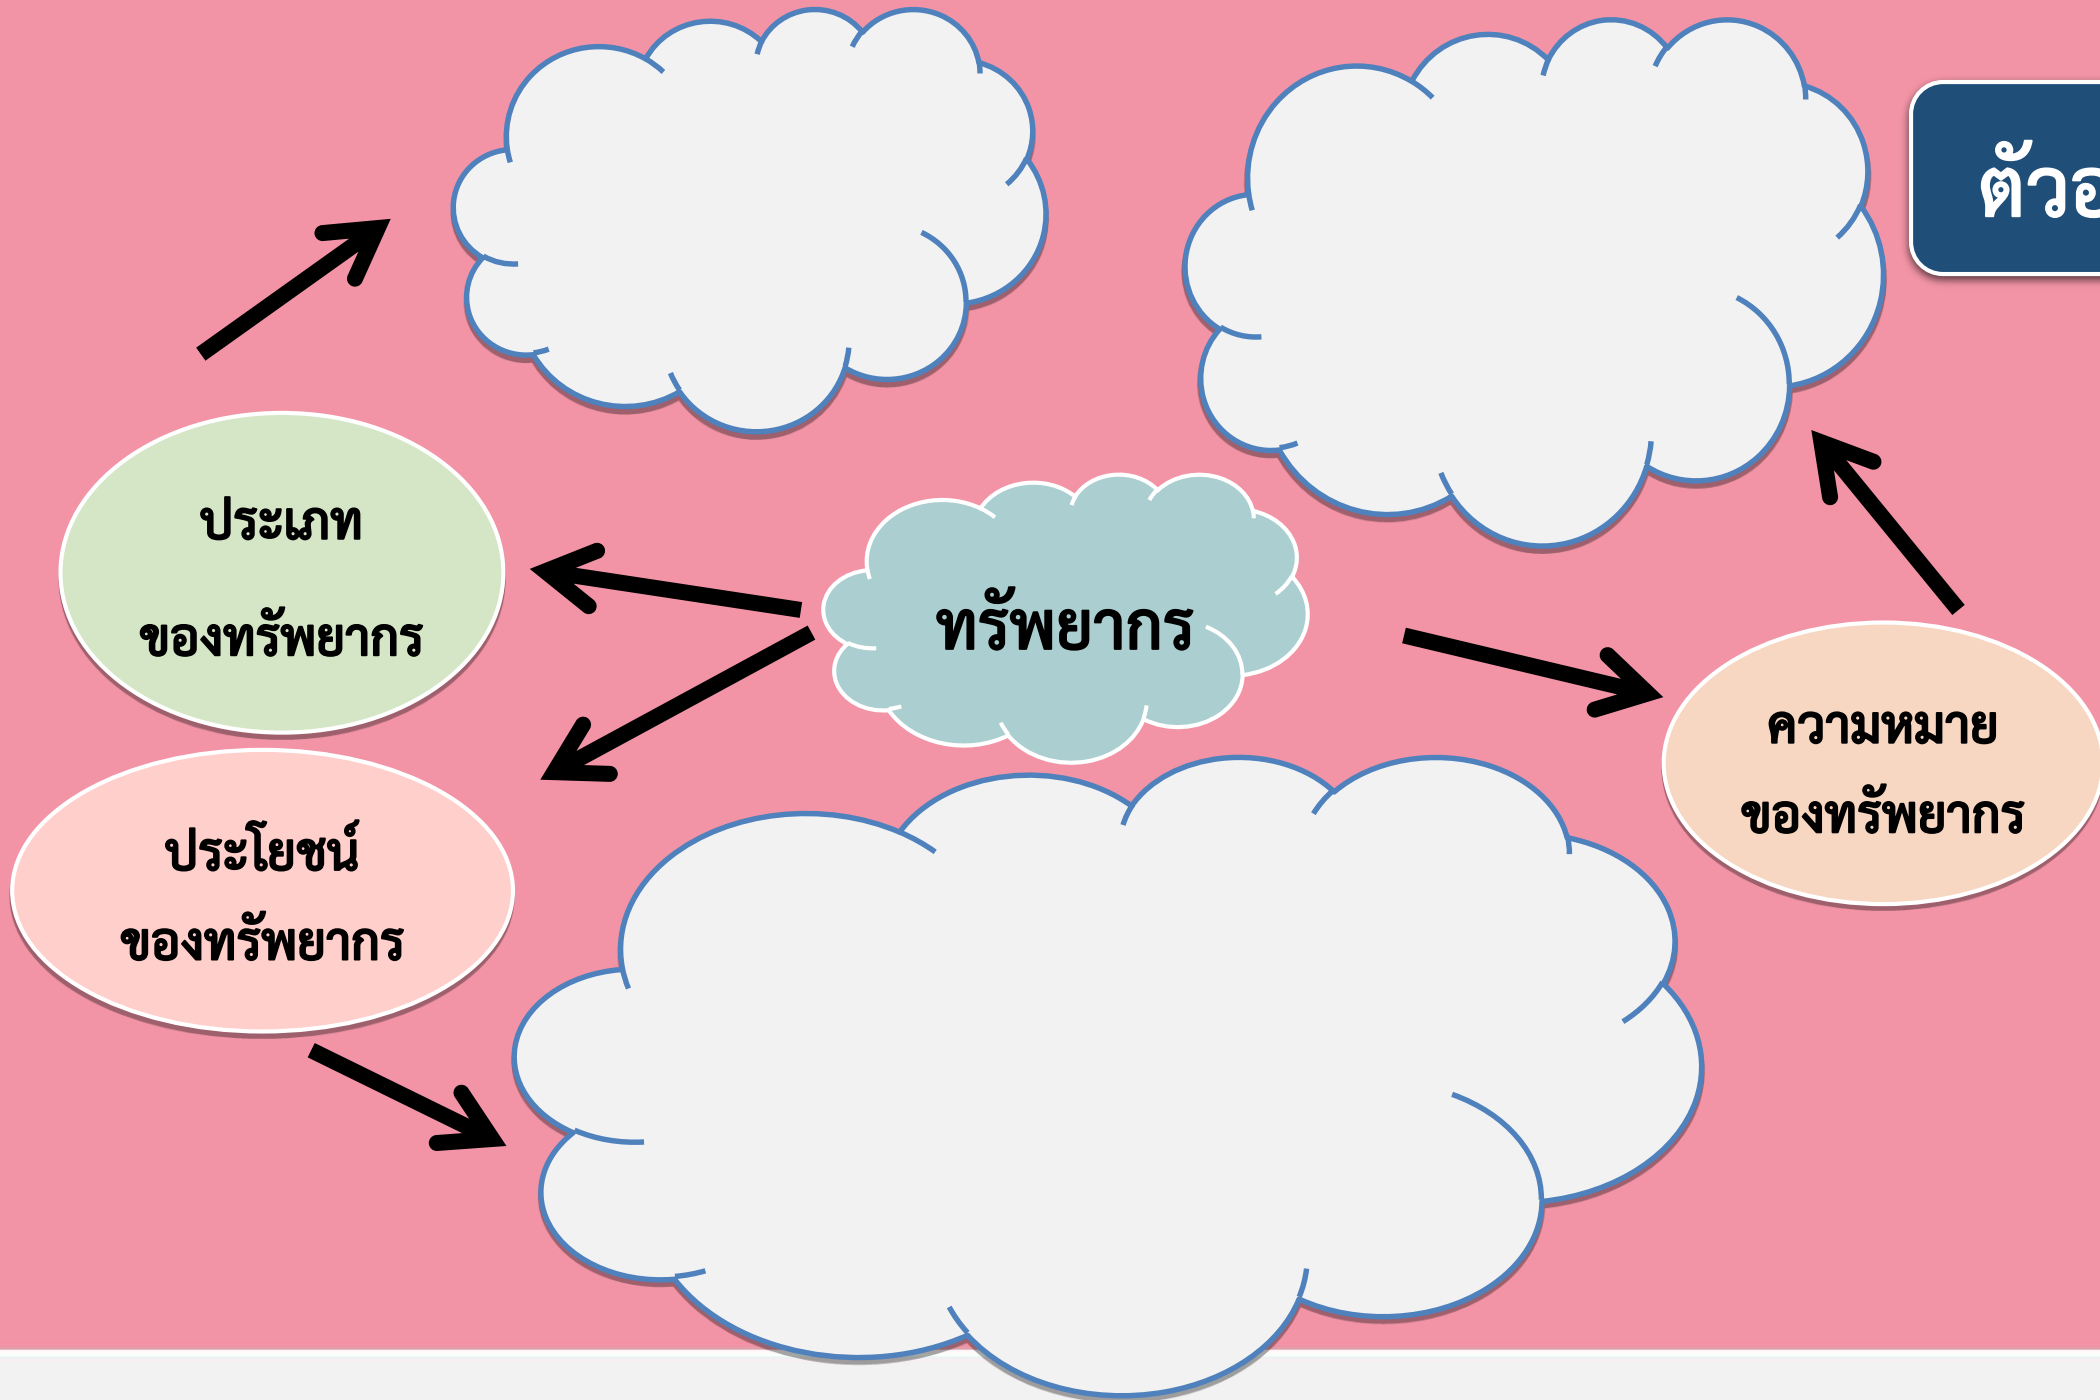 ประเภท
ของทรัพยากร
ทรัพยากร
ความหมาย
ของทรัพยากร
ประโยชน์
ของทรัพยากร